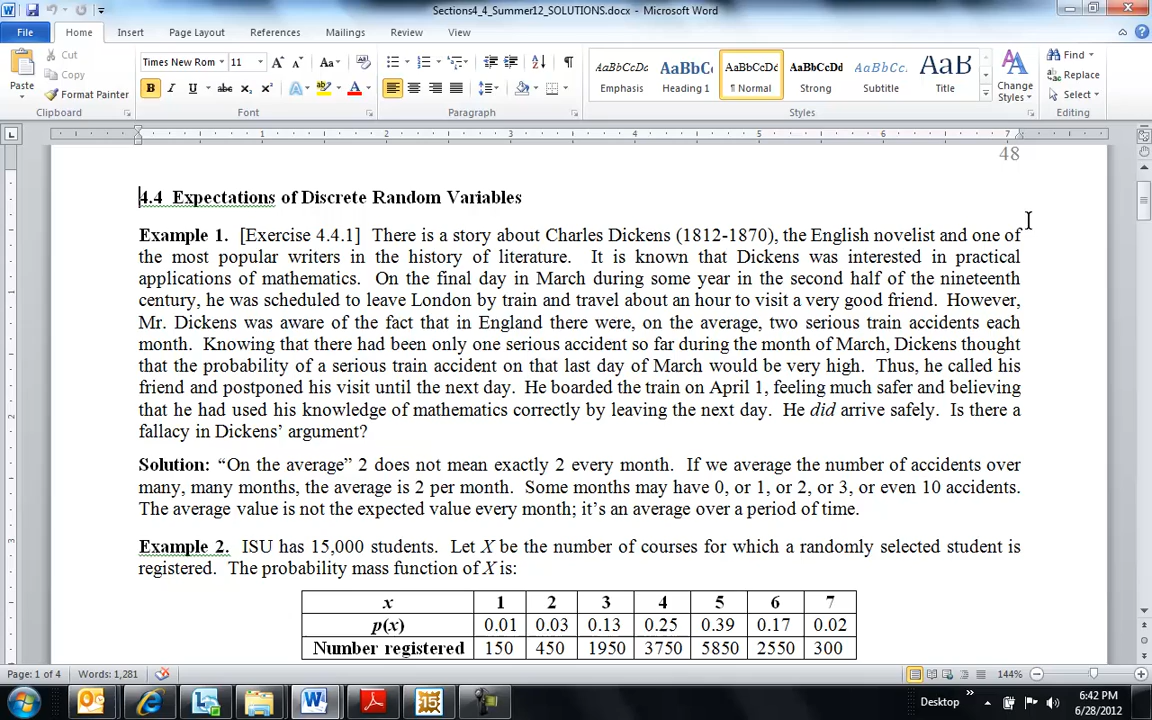 Sections4_4_Summer12_SOLUTIONS.docx - Microsoft Word
File Home Insert Page Layout References Mailings Review View
Paste
Cut
Copy
Format Painter
Clipboard
Times New Rom 11
B I U abc x₂ x² A A
Font
Paragraph
AaBbCcDc AaBbC AaBbCcDd AaBbCcDd AaBbCc. AaB
Emphasis Heading 1 ¶ Normal Strong Subtitle Title
Change Styles
Styles
Find
Replace
Select
Editing
1 2 3 4 5 6 7
48
4.4 Expectations of Discrete Random Variables
Example 1. [Exercise 4.4.1] There is a story about Charles Dickens (1812-1870), the English novelist and one of
the most popular writers in the history of literature. It is known that Dickens was interested in practical
applications of mathematics. On the final day in March during some year in the second half of the nineteenth
century, he was scheduled to leave London by train and travel about an hour to visit a very good friend. However,
Mr. Dickens was aware of the fact that in England there were, on the average, two serious train accidents each
month. Knowing that there had been only one serious accident so far during the month of March, Dickens thought
that the probability of a serious train accident on that last day of March would be very high. Thus, he called his
friend and postponed his visit until the next day. He boarded the train on April 1, feeling much safer and believing
that he had used his knowledge of mathematics correctly by leaving the next day. He did arrive safely. Is there a
fallacy in Dickens’ argument?
Solution: “On the average” 2 does not mean exactly 2 every month. If we average the number of accidents over
many, many months, the average is 2 per month. Some months may have 0, or 1, or 2, or 3, or even 10 accidents.
The average value is not the expected value every month; it’s an average over a period of time.
Example 2. ISU has 15,000 students. Let X be the number of courses for which a randomly selected student is
registered. The probability mass function of X is:
x 1 2 3 4 5 6 7
p(x) 0.01 0.03 0.13 0.25 0.39 0.17 0.02
Number registered 150 450 1950 3750 5850 2550 300
Page: 1 of 4 Words: 1,281 144%
Desktop 6:42 PM
6/28/2012